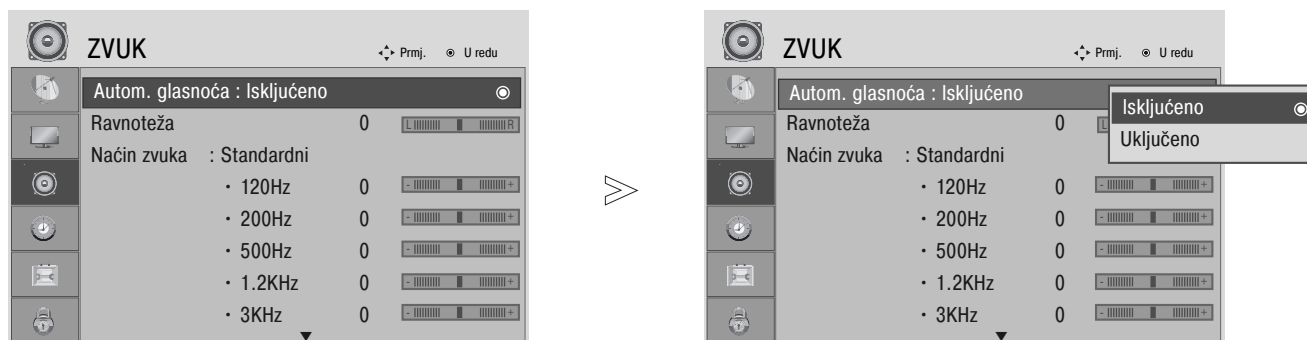 ZVUK
Prmj. U redu
Autom. glasnoća : Isključeno
Ravnoteža 0 L R
Naćin zvuka : Standardni
• 120Hz 0 - +
• 200Hz 0 - +
• 500Hz 0 - +
• 1.2KHz 0 - +
• 3KHz 0 - +
ZVUK
Prmj. U redu
Autom. glasnoća : Isključeno
Isključeno
Uključeno
Ravnoteža 0 L
Naćin zvuka : Standardni
• 120Hz 0 - +
• 200Hz 0 - +
• 500Hz 0 - +
• 1.2KHz 0 - +
• 3KHz 0 - +